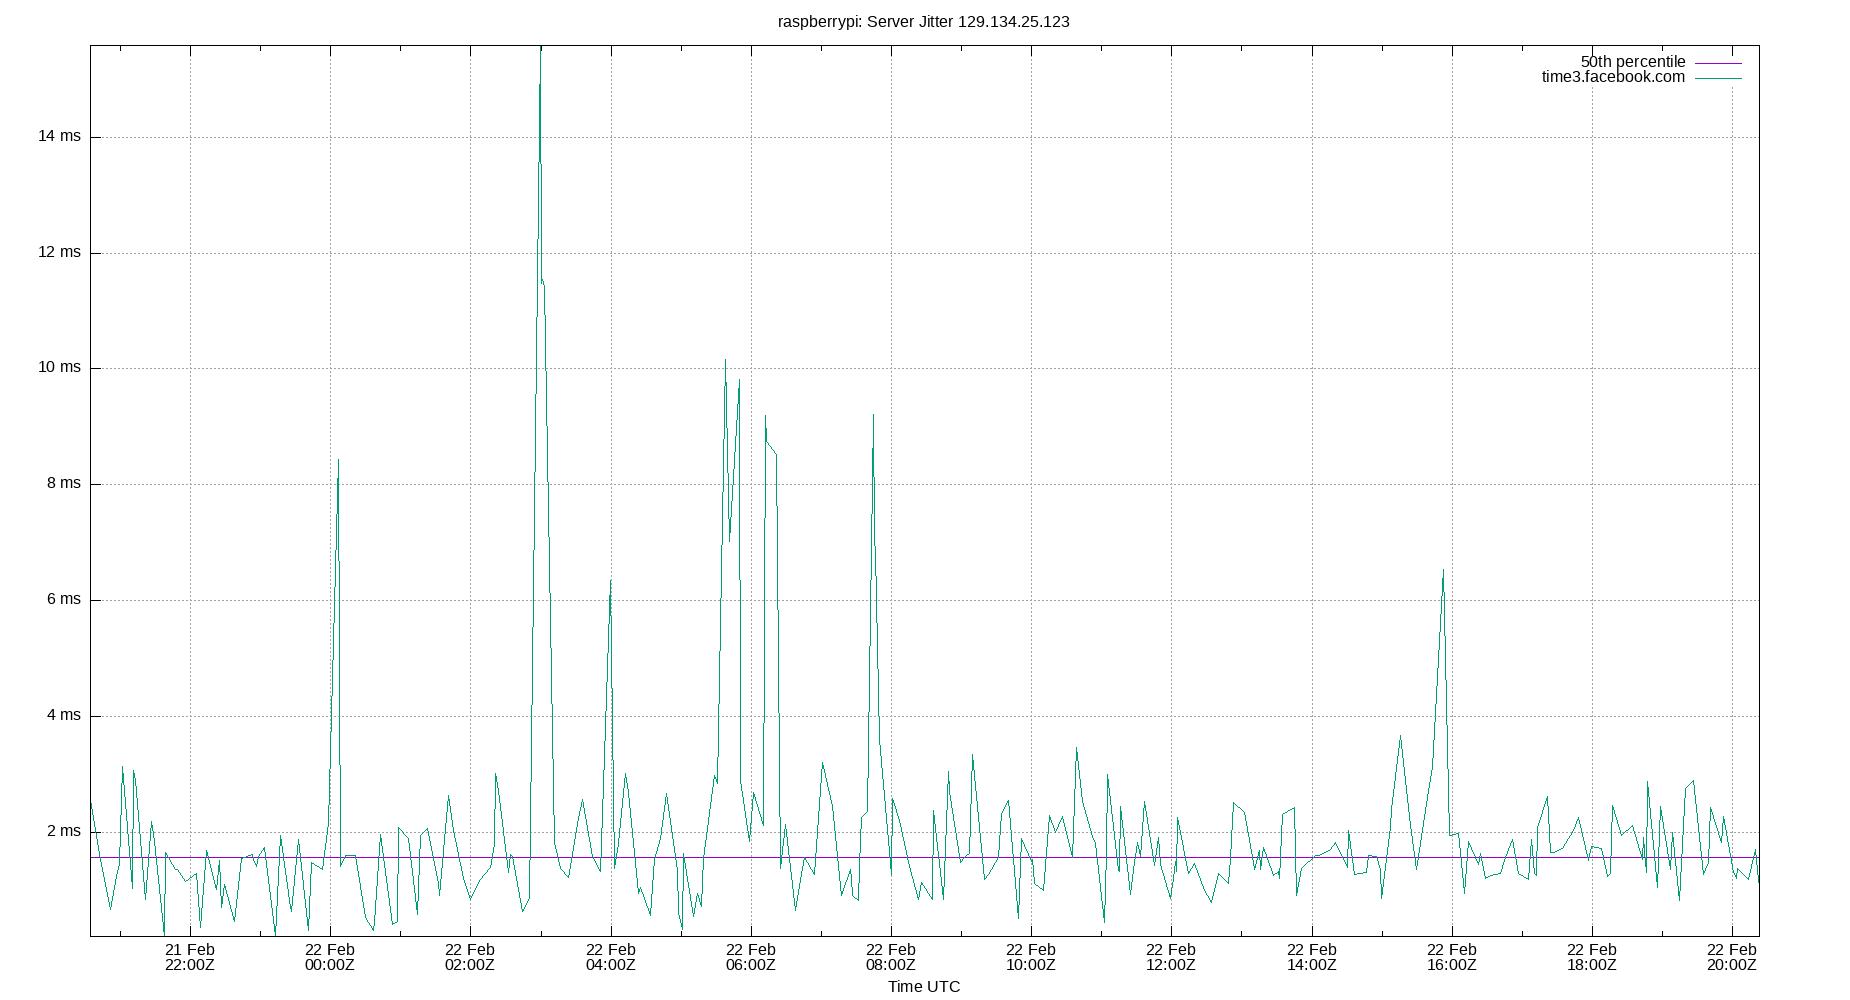 raspberrypi: Server Jitter 129.134.25.123
50th percentile
time3.facebook.com
14 ms
12 ms
10 ms
8 ms
6 ms
4 ms
2 ms
21 Feb 22 Feb 22 Feb 22 Feb 22 Feb 22 Feb 22 Feb 22 Feb 22 Feb 22 Feb 22 Feb 22 Feb
22:00Z 00:00Z 02:00Z 04:00Z 06:00Z 08:00Z 10:00Z 12:00Z 14:00Z 16:00Z 18:00Z 20:00Z
Time UTC